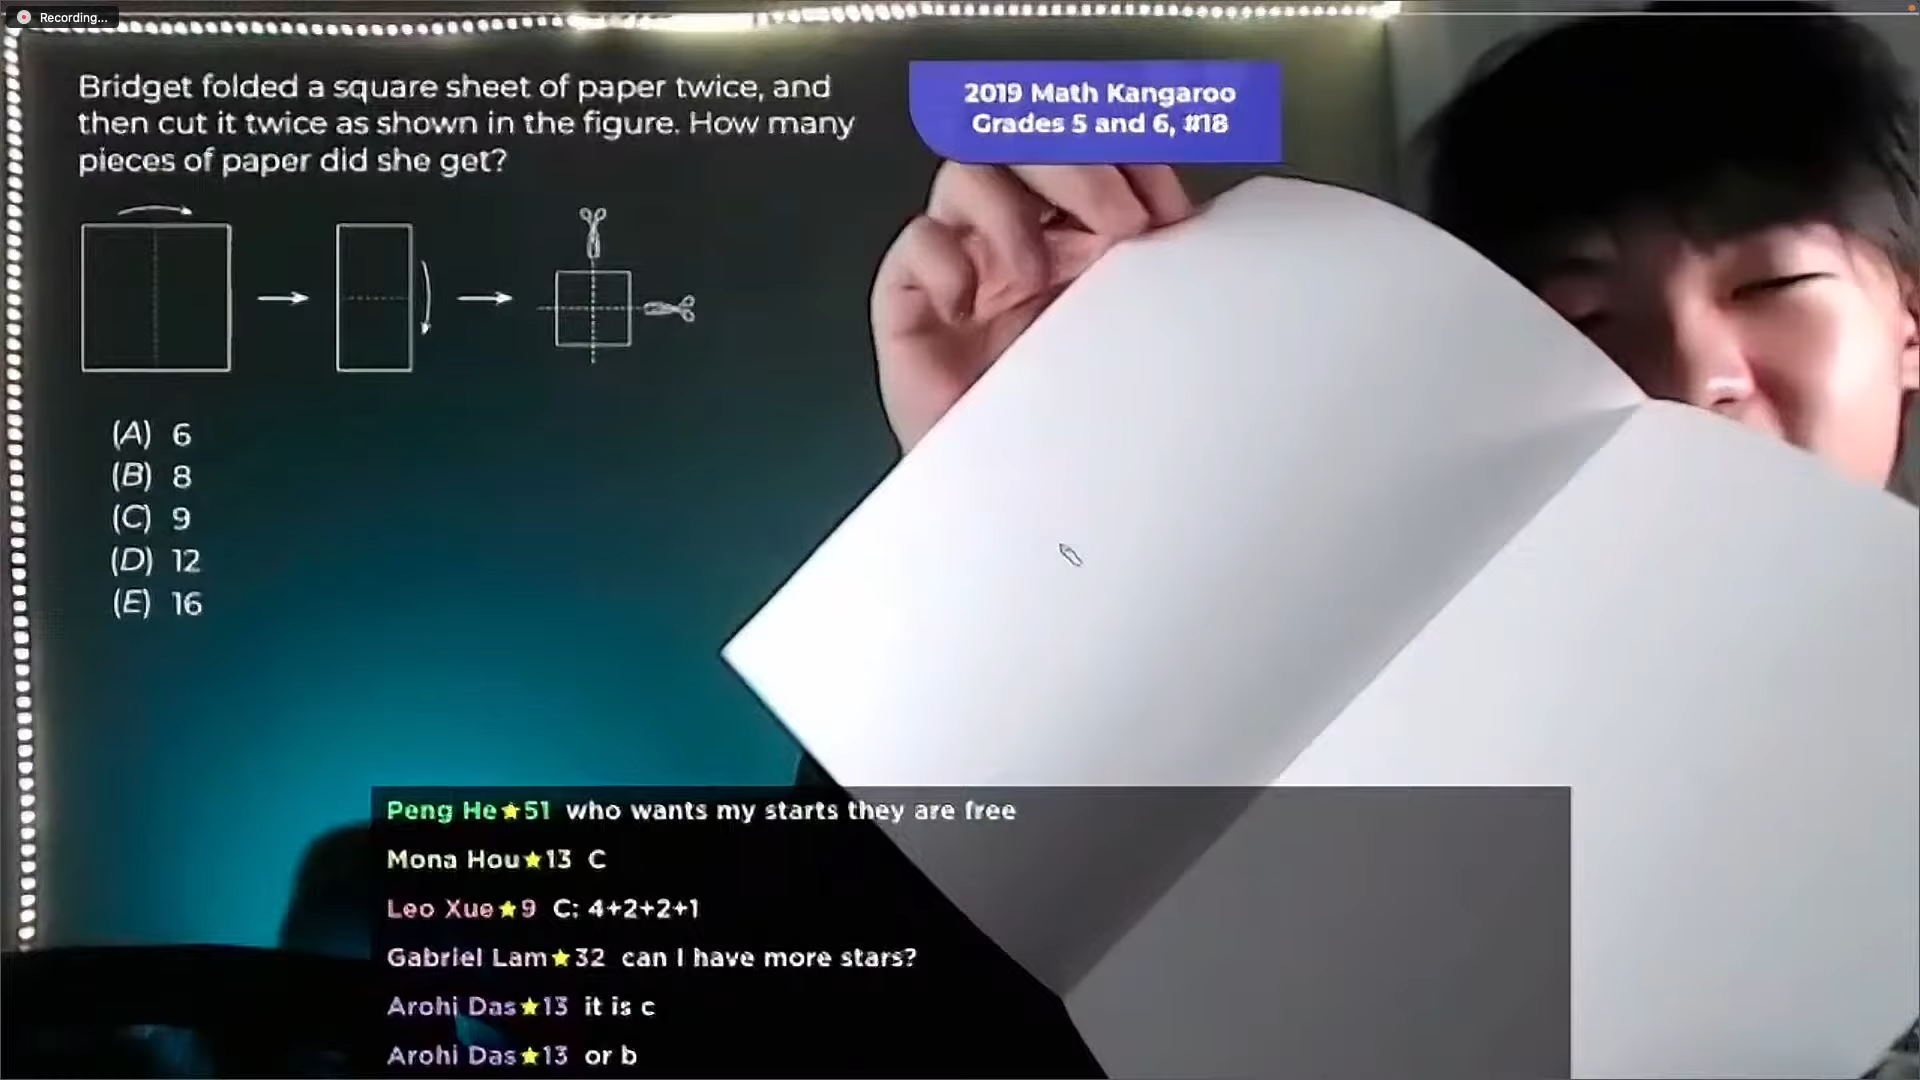 Recording...
Bridget folded a square sheet of paper twice, and
then cut it twice as shown in the figure. How many
pieces of paper did she get?
2019 Math Kangaroo
Grades 5 and 6, #18
(A) 6
(B) 8
(C) 9
(D) 12
(E) 16
Peng He★51 who wants my starts they are free
Mona Hou★13 C
Leo Xue★9 C: 4+2+2+1
Gabriel Lam★32 can I have more stars?
Arohi Das★13 it is c
Arohi Das★13 or b